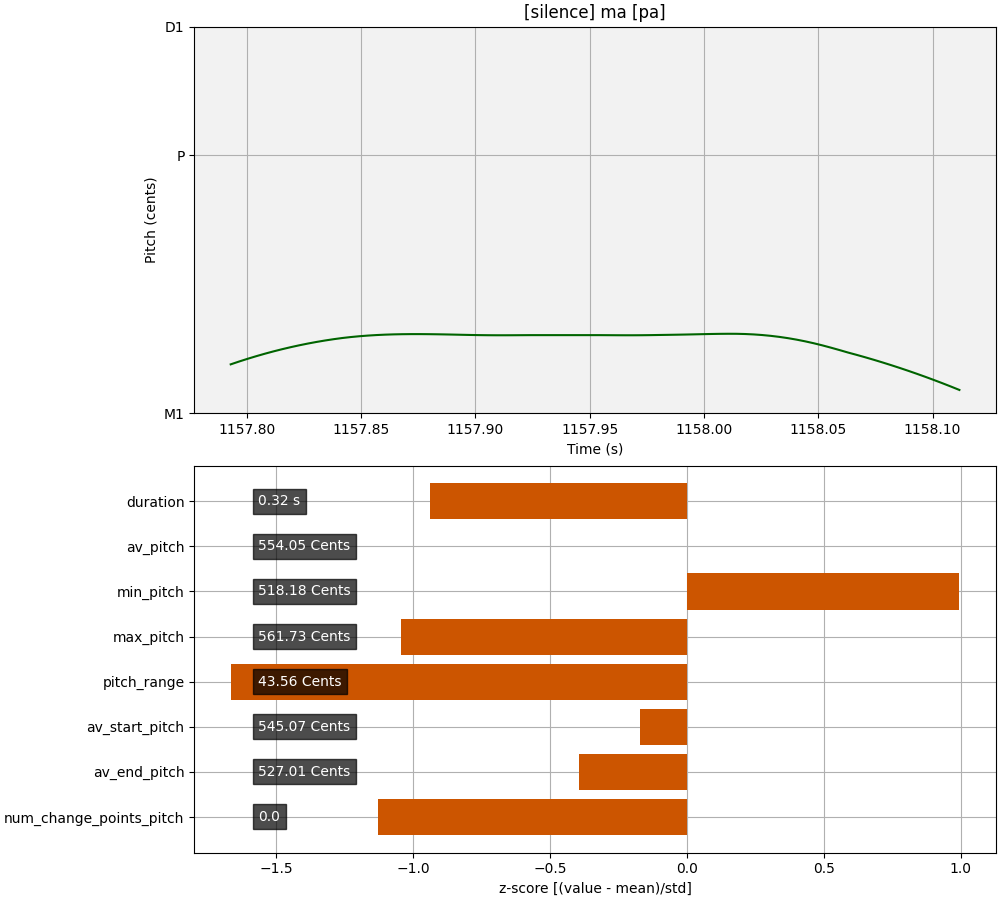 [silence] ma [pa]
D1
P
M1
Pitch (cents)
1157.80 1157.85 1157.90 1157.95 1158.00 1158.05 1158.10
Time (s)
duration 0.32 s
av_pitch 554.05 Cents
min_pitch 518.18 Cents
max_pitch 561.73 Cents
pitch_range 43.56 Cents
av_start_pitch 545.07 Cents
av_end_pitch 527.01 Cents
num_change_points_pitch 0.0
−1.5 −1.0 −0.5 0.0 0.5 1.0
z-score [(value - mean)/std]